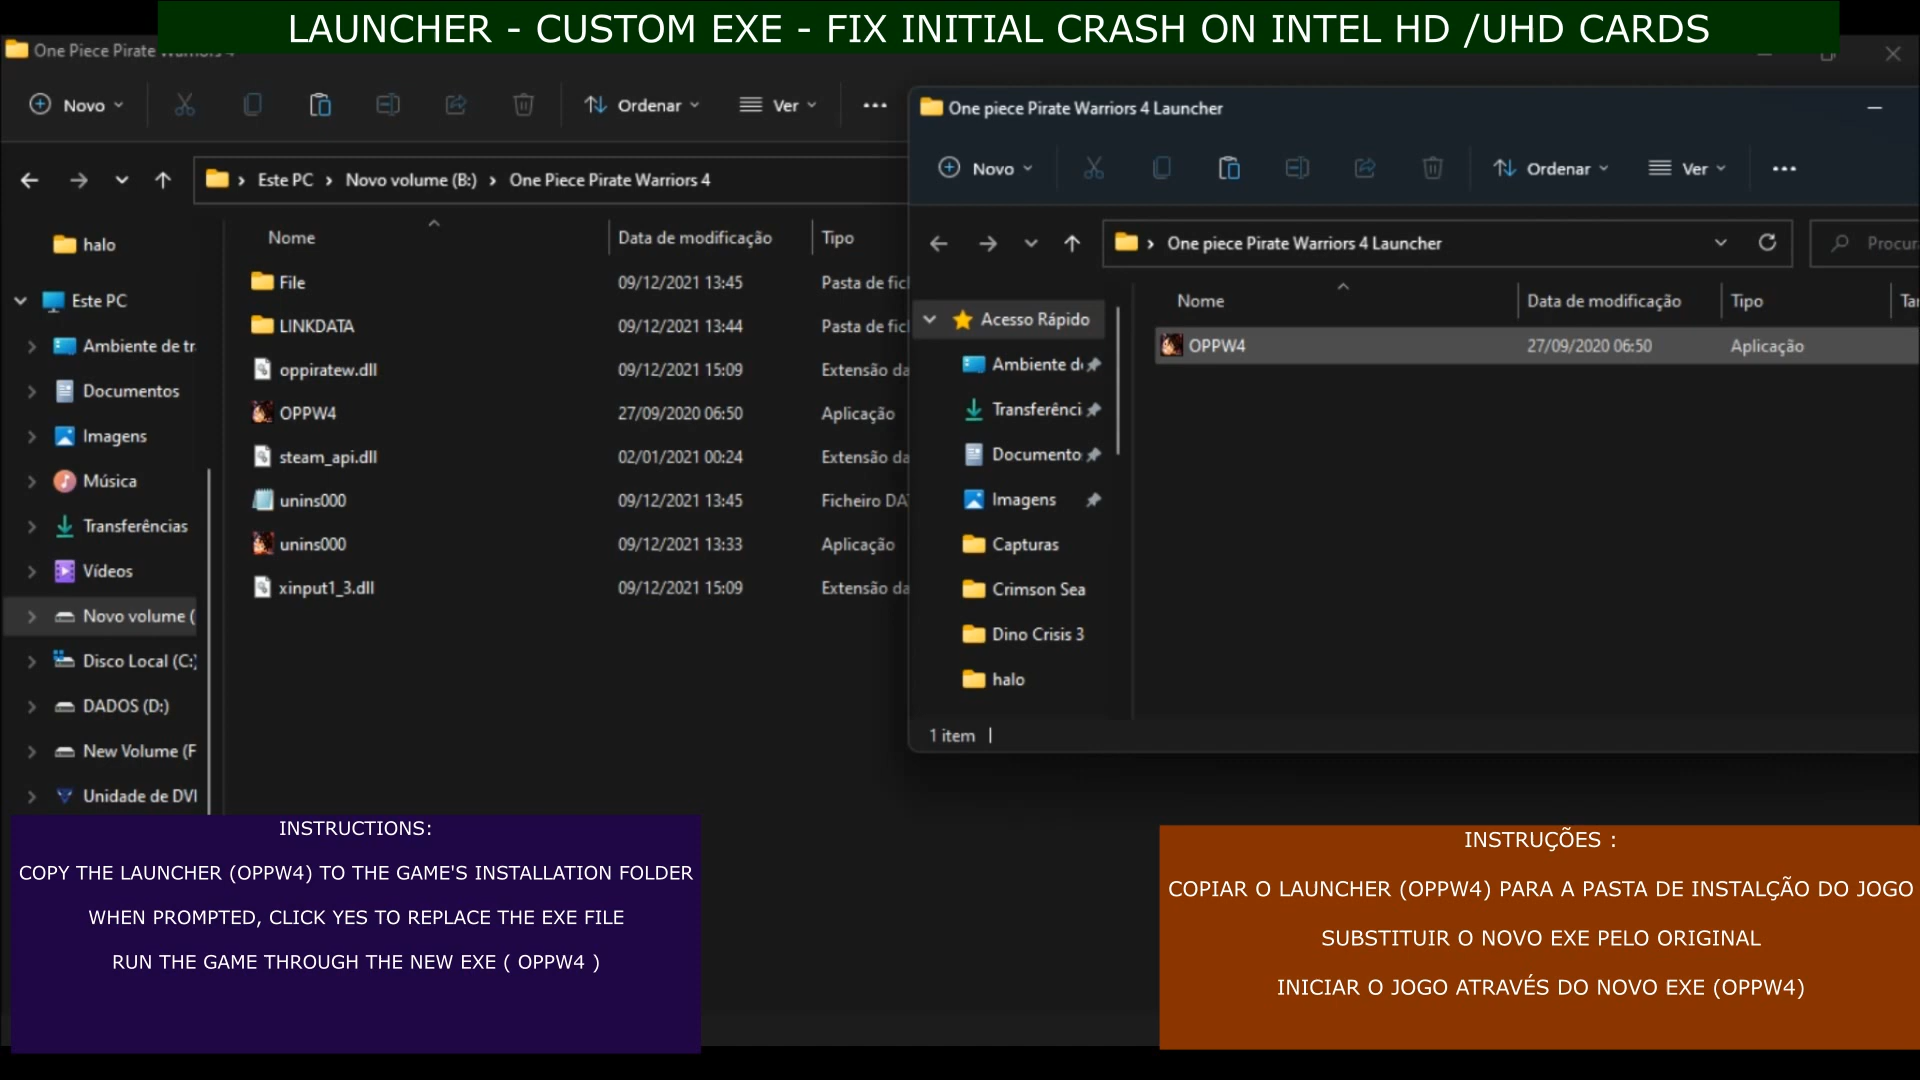 LAUNCHER - CUSTOM EXE - FIX INITIAL CRASH ON INTEL HD /UHD CARDS
One Piece Pirate
Novo
Ordenar
Ver
Este PC
Novo volume (B:)
One Piece Pirate Warriors 4
halo
Este PC
Ambiente de tr
Documentos
Imagens
Música
Transferências
Vídeos
Novo volume (
Disco Local (C:)
DADOS (D:)
New Volume (F
Unidade de DVI
Nome Data de modificação Tipo
File 09/12/2021 13:45 Pasta de fic
LINKDATA 09/12/2021 13:44 Pasta de fic
oppiratew.dll 09/12/2021 15:09 Extensão da
OPPW4 27/09/2020 06:50 Aplicação
steam_api.dll 02/01/2021 00:24 Extensão da
unins000 09/12/2021 13:45 Ficheiro DA
unins000 09/12/2021 13:33 Aplicação
xinput1_3.dll 09/12/2021 15:09 Extensão da
One piece Pirate Warriors 4 Launcher
Novo
Ordenar
Ver
One piece Pirate Warriors 4 Launcher
Procur
Acesso Rápido
Ambiente d
Transferênci
Documento
Imagens
Capturas
Crimson Sea
Dino Crisis 3
halo
Nome Data de modificação Tipo Ta
OPPW4 27/09/2020 06:50 Aplicação
1 item
INSTRUCTIONS:
COPY THE LAUNCHER (OPPW4) TO THE GAME'S INSTALLATION FOLDER
WHEN PROMPTED, CLICK YES TO REPLACE THE EXE FILE
RUN THE GAME THROUGH THE NEW EXE ( OPPW4 )
INSTRUÇÕES :
COPIAR O LAUNCHER (OPPW4) PARA A PASTA DE INSTALÇÃO DO JOGO
SUBSTITUIR O NOVO EXE PELO ORIGINAL
INICIAR O JOGO ATRAVÉS DO NOVO EXE (OPPW4)